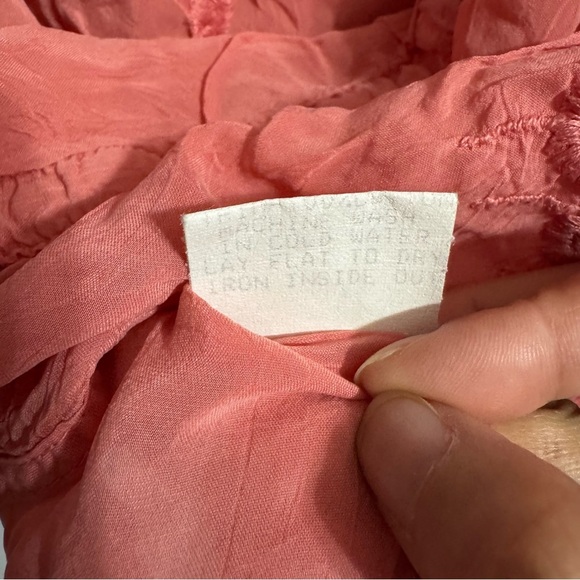 MACHINE WASH
IN COLD WATER
LAY FLAT TO DRY
IRON INSIDE OUT